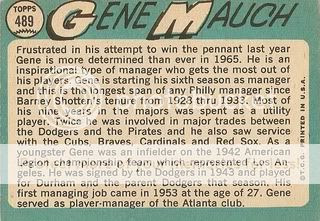 TOPPS
489
GENE MAUCH
Frustrated in his attempt to win the pennant last year
Gene is more determined than ever in 1965. He is an
inspirational type of manager who gets the most out of
his players. Gene is starting his sixth season as manager
and this is the longest span of any Philly manager since
Barney Shotten's tenure from 1928 thru 1933. Most of
his nine years in the majors was spent as a utility
player. Twice he was involved in major trades between
the Dodgers and the Pirates and he also saw service
with the Cubs, Braves, Cardinals and Red Sox. As a
youngster Gene was an infielder on the 1942 American
Legion championship team which represented Los An-
geles. He was signed by the Dodgers in 1943 and played
for Durham and the parent Dodgers that season. His
first managing job came in 1953 at the age of 27. Gene
served as player-manager of the Atlanta club.
© T.C.G. PRINTED IN U.S.A.